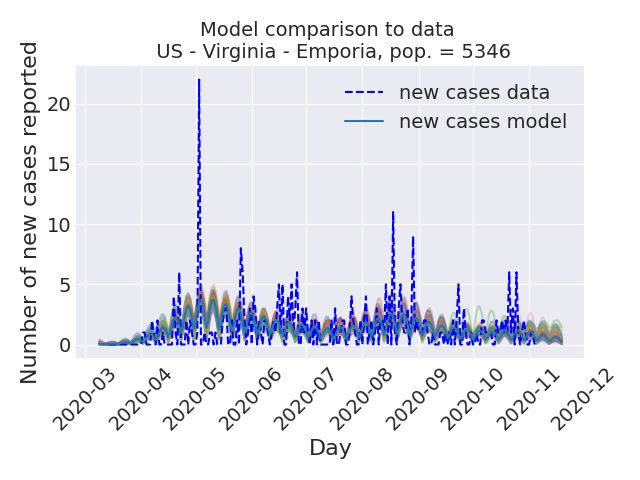 Model comparison to data
US - Virginia - Emporia, pop. = 5346
Number of new cases reported
20
15
10
5
0
new cases data
new cases model
2020-03
2020-04
2020-05
2020-06
2020-07
2020-08
2020-09
2020-10
2020-11
2020-12
Day